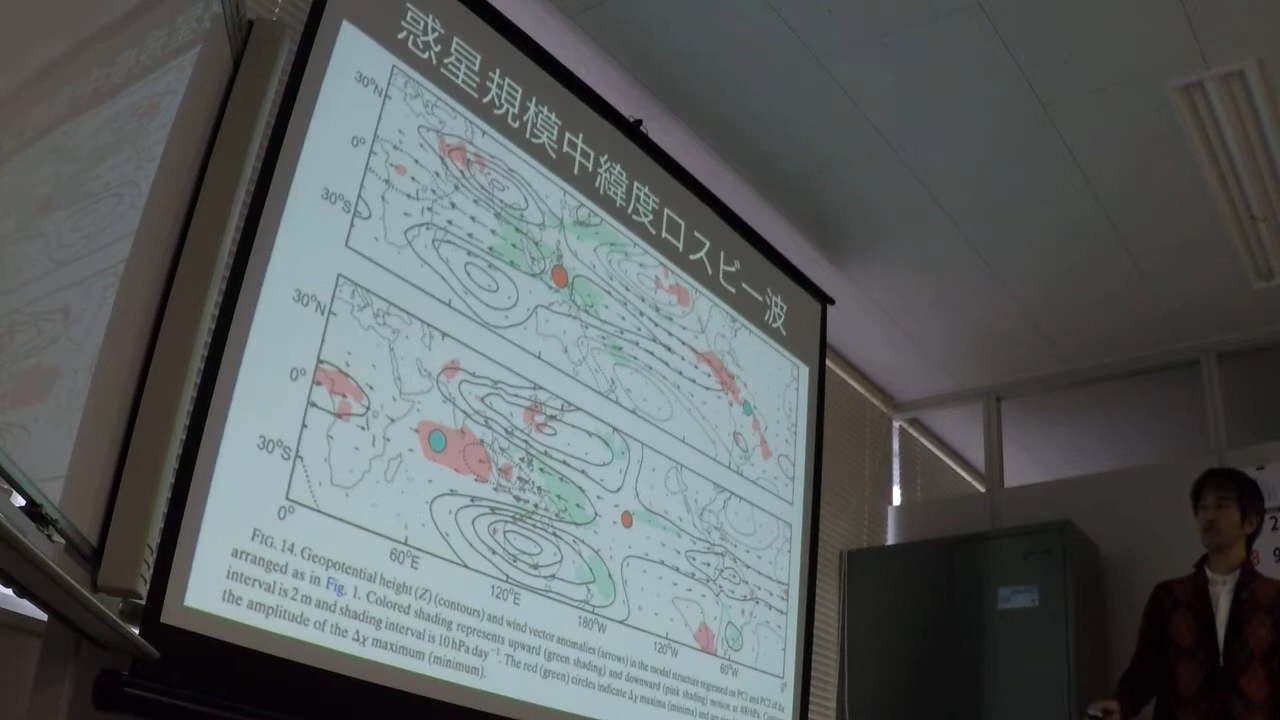 惑星規模中緯度ロスビー波
30°N
0°
30°S
30°N
0°
30°S
0°
60°E
120°E
180°W
120°W
60°W
0°
FIG. 14. Geopotential height (Z) (contours) and wind vector anomalies (arrows) in the modal structure regressed on PC1 and PC2 of Δχ
arranged as in Fig. 1. Colored shading represents upward (green shading) and downward (pink shading) motion at 400 hPa.
interval is 2 m and shading interval is 10 hPa day⁻¹. The red (green) circles indicate Δχ maxima (minima) and
the amplitude of the Δχ maximum (minimum).